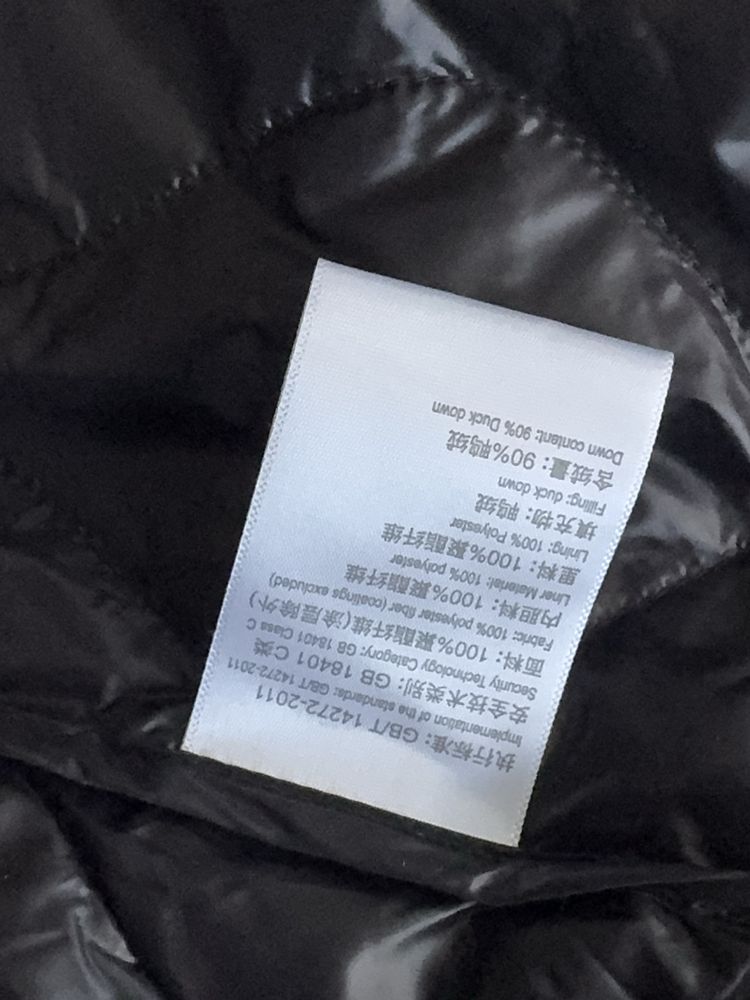 执行标准: GB/T 14272-2011
Implementation of the standards: GB/T 14272-2011
安全技术类别: GB 18401 C类
Security Technology Category: GB 18401 Class C
面料: 100%聚酯纤维(涂层除外)
Fabric: 100% polyester fiber (coatings excluded)
内胆料: 100%聚酯纤维
Liner Material: 100% polyester
里料: 100%聚酯纤维
Lning: 100% Polyester
填充物: 鸭绒
Filling: duck down
含绒量: 90%鸭绒
Down contant: 90% Duck down